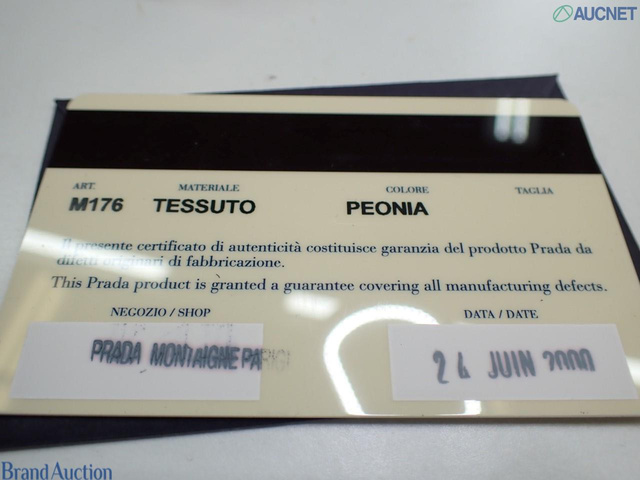 AUCNET
ART. MATERIALE COLORE TAGLIA
M176 TESSUTO PEONIA
Il presente certificato di autenticità costituisce garanzia del prodotto Prada da
difetti originari di fabbricazione.
This Prada product is granted a guarantee covering all manufacturing defects.
NEGOZIO / SHOP DATA / DATE
PRADA MONTAIGNE PARIGI 24 JUIN 2000
Brand Auction